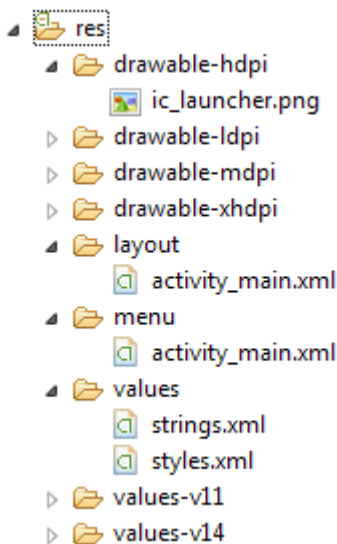 res
drawable-hdpi
ic_launcher.png
drawable-ldpi
drawable-mdpi
drawable-xhdpi
layout
activity_main.xml
menu
activity_main.xml
values
strings.xml
styles.xml
values-v11
values-v14